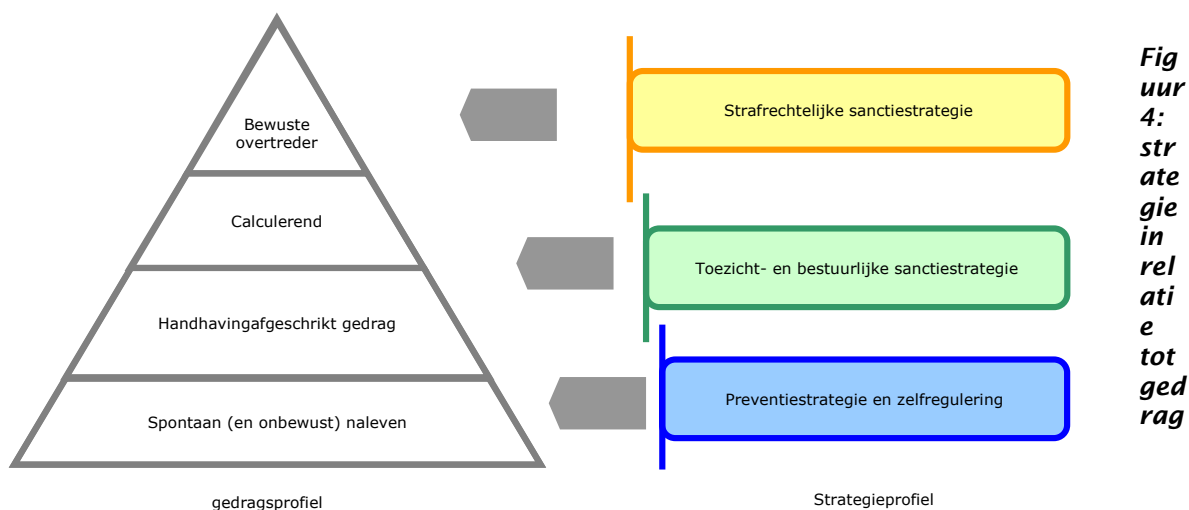 Bewuste
overtreder
Calculerend
Handhavingafgeschrikt gedrag
Spontaan (en onbewust) naleven
gedragsprofiel
Strafrechtelijke sanctiestrategie
Toezicht- en bestuurlijke sanctiestrategie
Preventiestrategie en zelfregulering
Strategieprofiel
Fig
uur
4:
str
ate
gie
in
rel
ati
e
tot
ged
rag